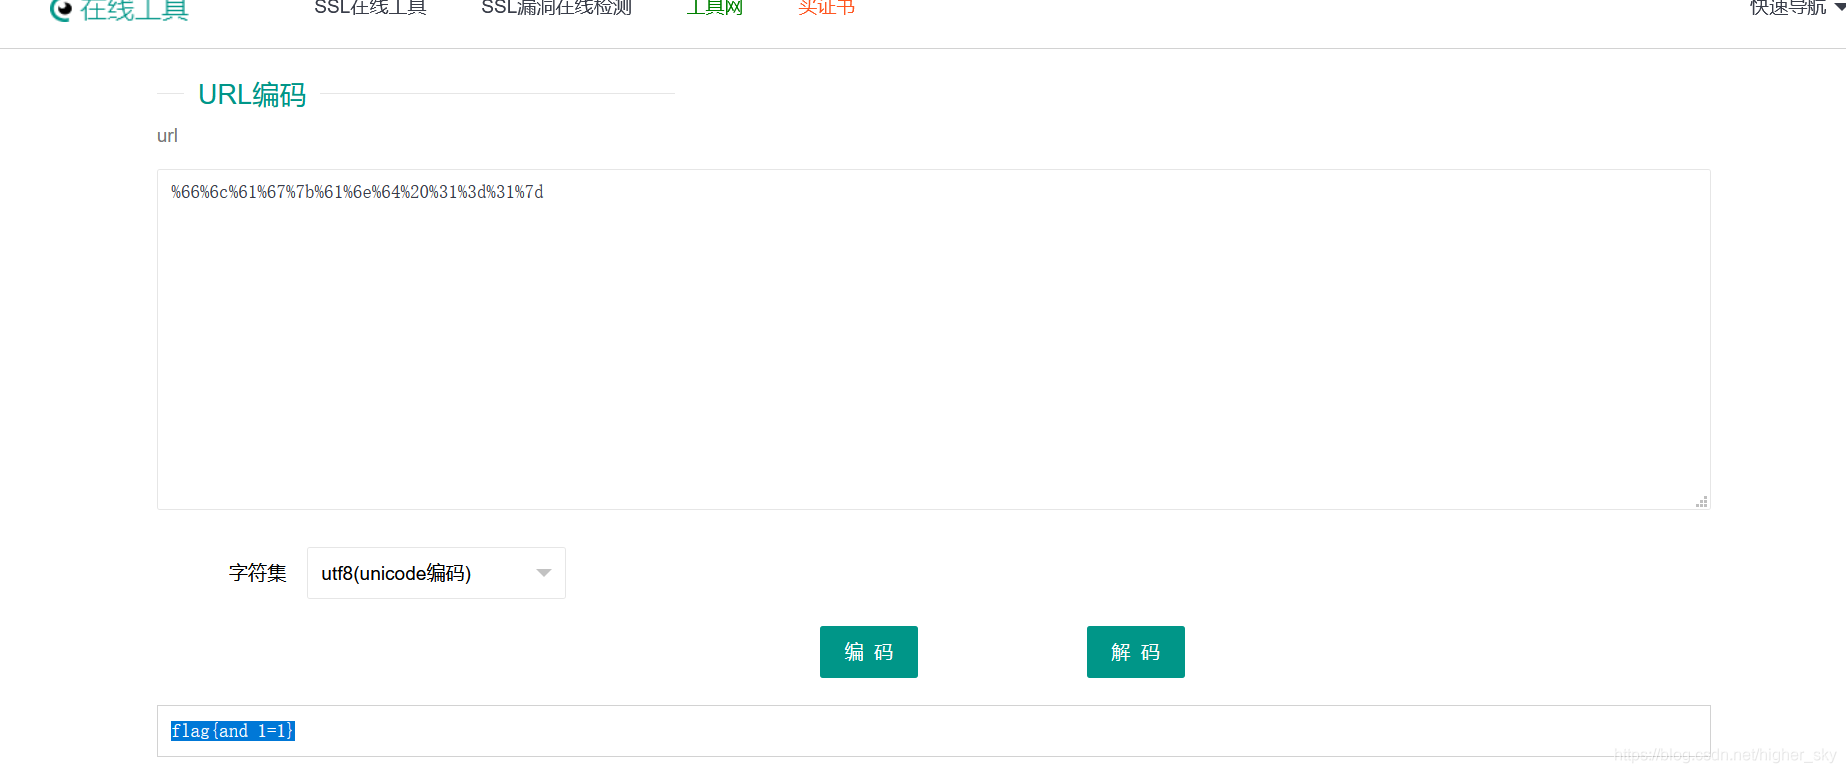 在线工具 SSL在线工具 SSL漏洞在线检测 工具网 买证书 快速导航
URL编码
url
%66%6c%61%67%7b%61%6e%64%20%31%3d%31%7d
字符集 utf8(unicode编码)
编 码 解 码
flag{and 1=1}
https://blog.csdn.net/higher_sky